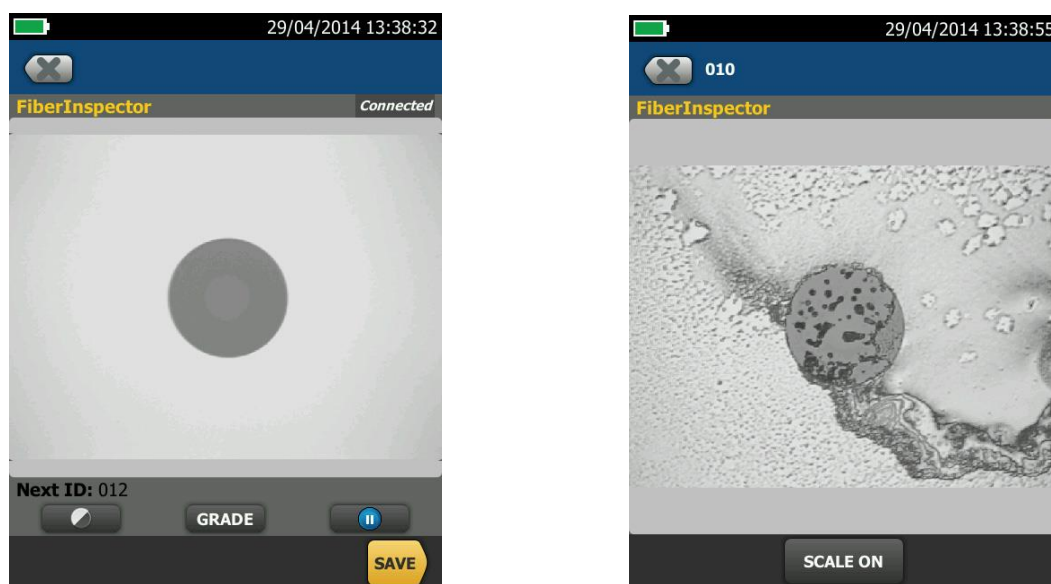 29/04/2014 13:38:32
FiberInspector
Connected
Next ID: 012
GRADE
SAVE
29/04/2014 13:38:55
010
FiberInspector
SCALE ON